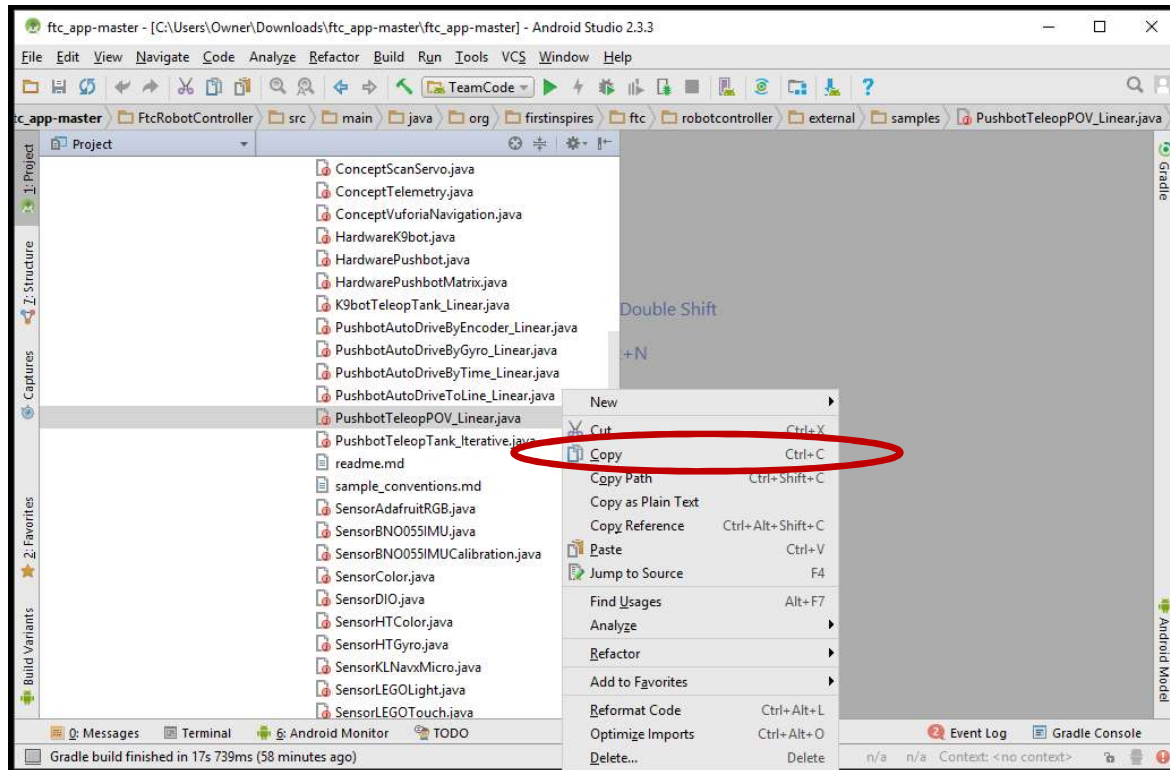 ftc_app-master - [C:\Users\Owner\Downloads\ftc_app-master\ftc_app-master] - Android Studio 2.3.3
File Edit View Navigate Code Analyze Refactor Build Run Tools VCS Window Help
TeamCode
tc_app-master FtcRobotController src main java org firstinspires ftc robotcontroller external samples PushbotTeleopPOV_Linear.java
Project
1: Project
7: Structure
Captures
2: Favorites
Build Variants
ConceptScanServo.java
ConceptTelemetry.java
ConceptVuforiaNavigation.java
HardwareK9bot.java
HardwarePushbot.java
HardwarePushbotMatrix.java
K9botTeleopTank_Linear.java
PushbotAutoDriveByEncoder_Linear.java
PushbotAutoDriveByGyro_Linear.java
PushbotAutoDriveByTime_Linear.java
PushbotAutoDriveToLine_Linear.java
PushbotTeleopPOV_Linear.java
PushbotTeleopTank_Iterative.java
readme.md
sample_conventions.md
SensorAdafruitRGB.java
SensorBNO055IMU.java
SensorBNO055IMUCalibration.java
SensorColor.java
SensorDIO.java
SensorHTColor.java
SensorHTGyro.java
SensorKLNavxMicro.java
SensorLEGOLight.java
SensorLEGOTouch.java
Double Shift
+N
New
Cut Ctrl+X
Copy Ctrl+C
Copy Path Ctrl+Shift+C
Copy as Plain Text
Copy Reference Ctrl+Alt+Shift+C
Paste Ctrl+V
Jump to Source F4
Find Usages Alt+F7
Analyze
Refactor
Add to Favorites
Reformat Code Ctrl+Alt+L
Optimize Imports Ctrl+Alt+O
Delete... Delete
Gradle
Android Model
0: Messages Terminal 6: Android Monitor TODO 2 Event Log Gradle Console
Gradle build finished in 17s 739ms (58 minutes ago) n/a n/a Context: <no context>